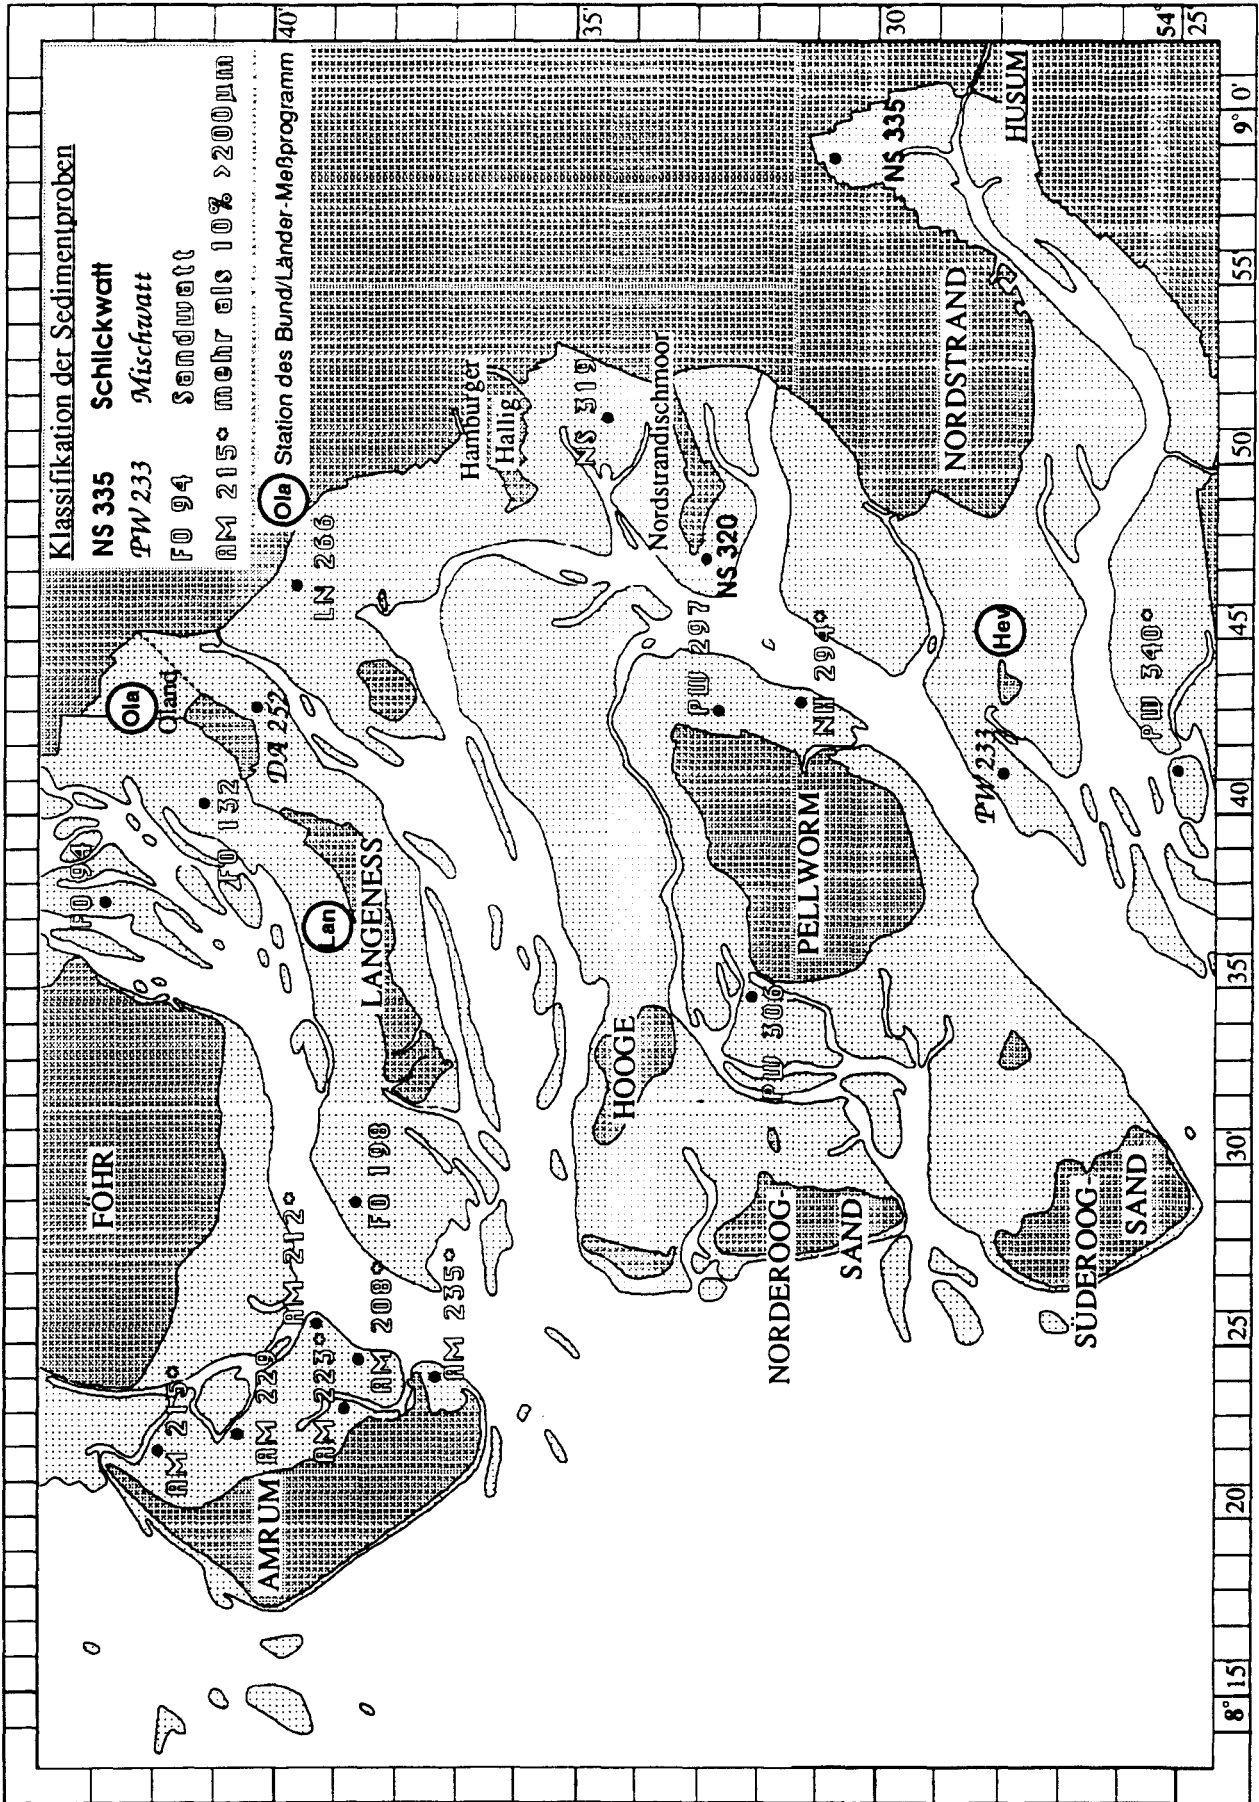 Klassifikation der Sedimentproben
NS 335 Schlickwatt
PW 233 Mischwatt
FO 94 Sandwatt
AM 215* mehr als 10% >200µm
Ola Station des Bund/Länder-Meßprogramm
40'
35'
30'
54°
25'
8°
15'
20'
25'
30'
35'
40'
45'
50'
55'
9°
0'
FÖHR
AMRUM
LANGENESS
Oland
Ola
Lan
Hamburger
Hallig
Nordstrandischmoor
NORDSTRAND
HUSUM
PELLWORM
HOOGE
NORDEROOG-
SAND
SÜDEROOG-
SAND
Hev
FO 94
FO 132
DA 252
LN 266
NS 319
NS 320
NS 335
PW 297
NH 294*
PW 233
PW 340*
PW 306
FO 198
AM 212*
AM 208*
AM 235*
AM 223*
AM 229
AM 215*